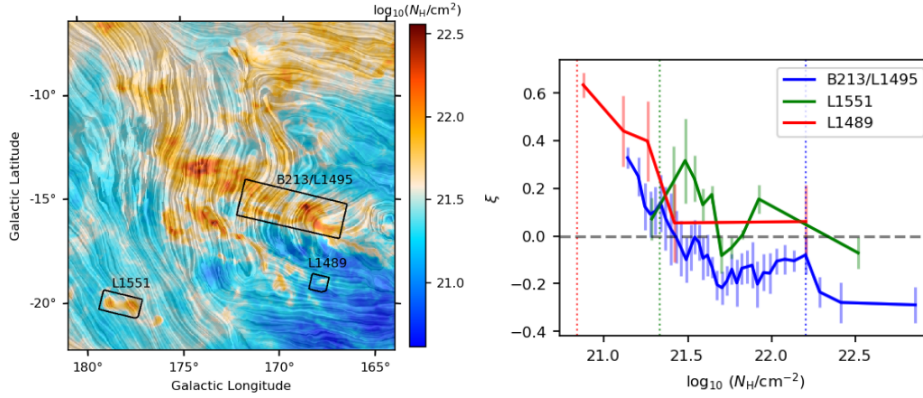 log₁₀(N_H/cm²)
22.5
22.0
21.5
21.0
-10°
-15°
-20°
Galactic Latitude
B213/L1495
L1489
L1551
180°
175°
170°
165°
Galactic Longitude
B213/L1495
L1551
L1489
0.6
0.4
0.2
0.0
−0.2
−0.4
ξ
21.0
21.5
22.0
22.5
log₁₀ (N_H/cm⁻²)